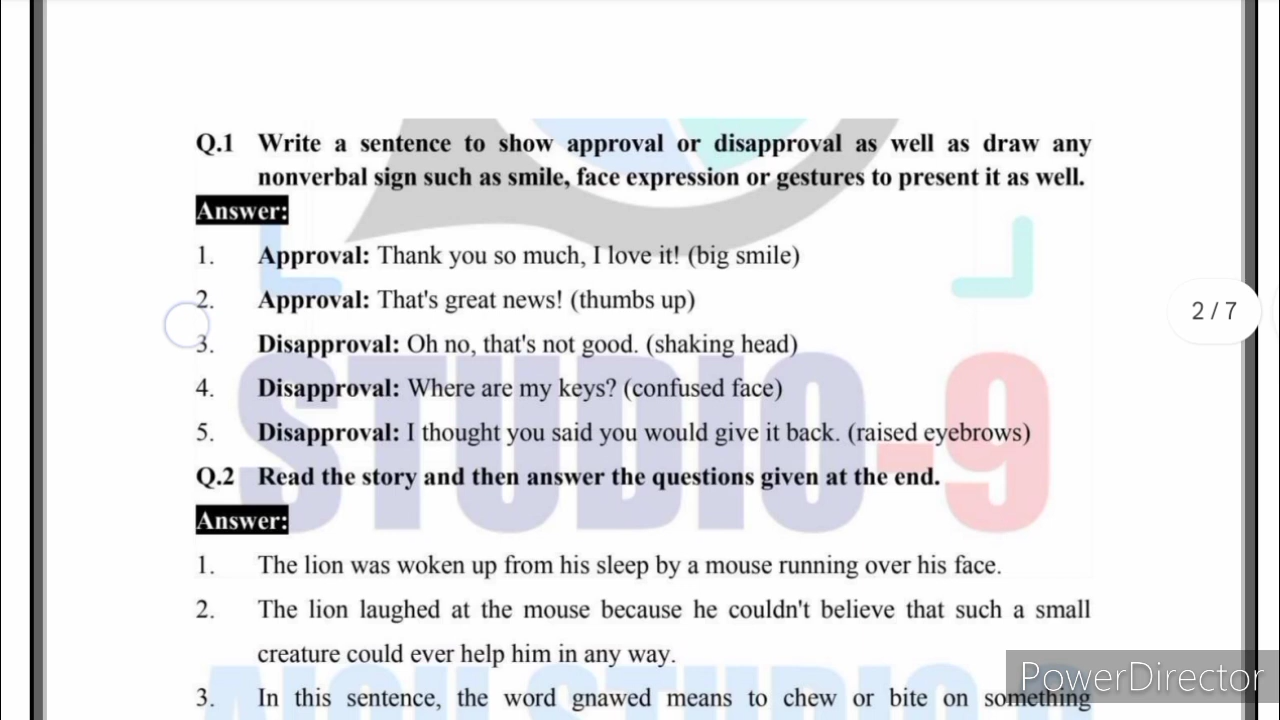 Q.1 Write a sentence to show approval or disapproval as well as draw any
nonverbal sign such as smile, face expression or gestures to present it as well.
Answer:
1. Approval: Thank you so much, I love it! (big smile)
2. Approval: That's great news! (thumbs up)
2 / 7
3. Disapproval: Oh no, that's not good. (shaking head)
4. Disapproval: Where are my keys? (confused face)
5. Disapproval: I thought you said you would give it back. (raised eyebrows)
STUDIO-9
Q.2 Read the story and then answer the questions given at the end.
Answer:
1. The lion was woken up from his sleep by a mouse running over his face.
2. The lion laughed at the mouse because he couldn't believe that such a small
creature could ever help him in any way.
PowerDirector
3. In this sentence, the word gnawed means to chew or bite on something